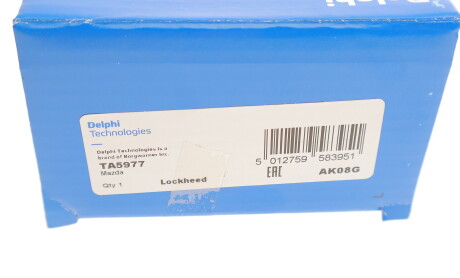 Delphi
Delphi
Technologies
Delphi Technologies is a
brand of Borgwarner Inc.
TA5977
Mazda
Qty 1
Lockheed
5 012759 583951
EAC
AK08G